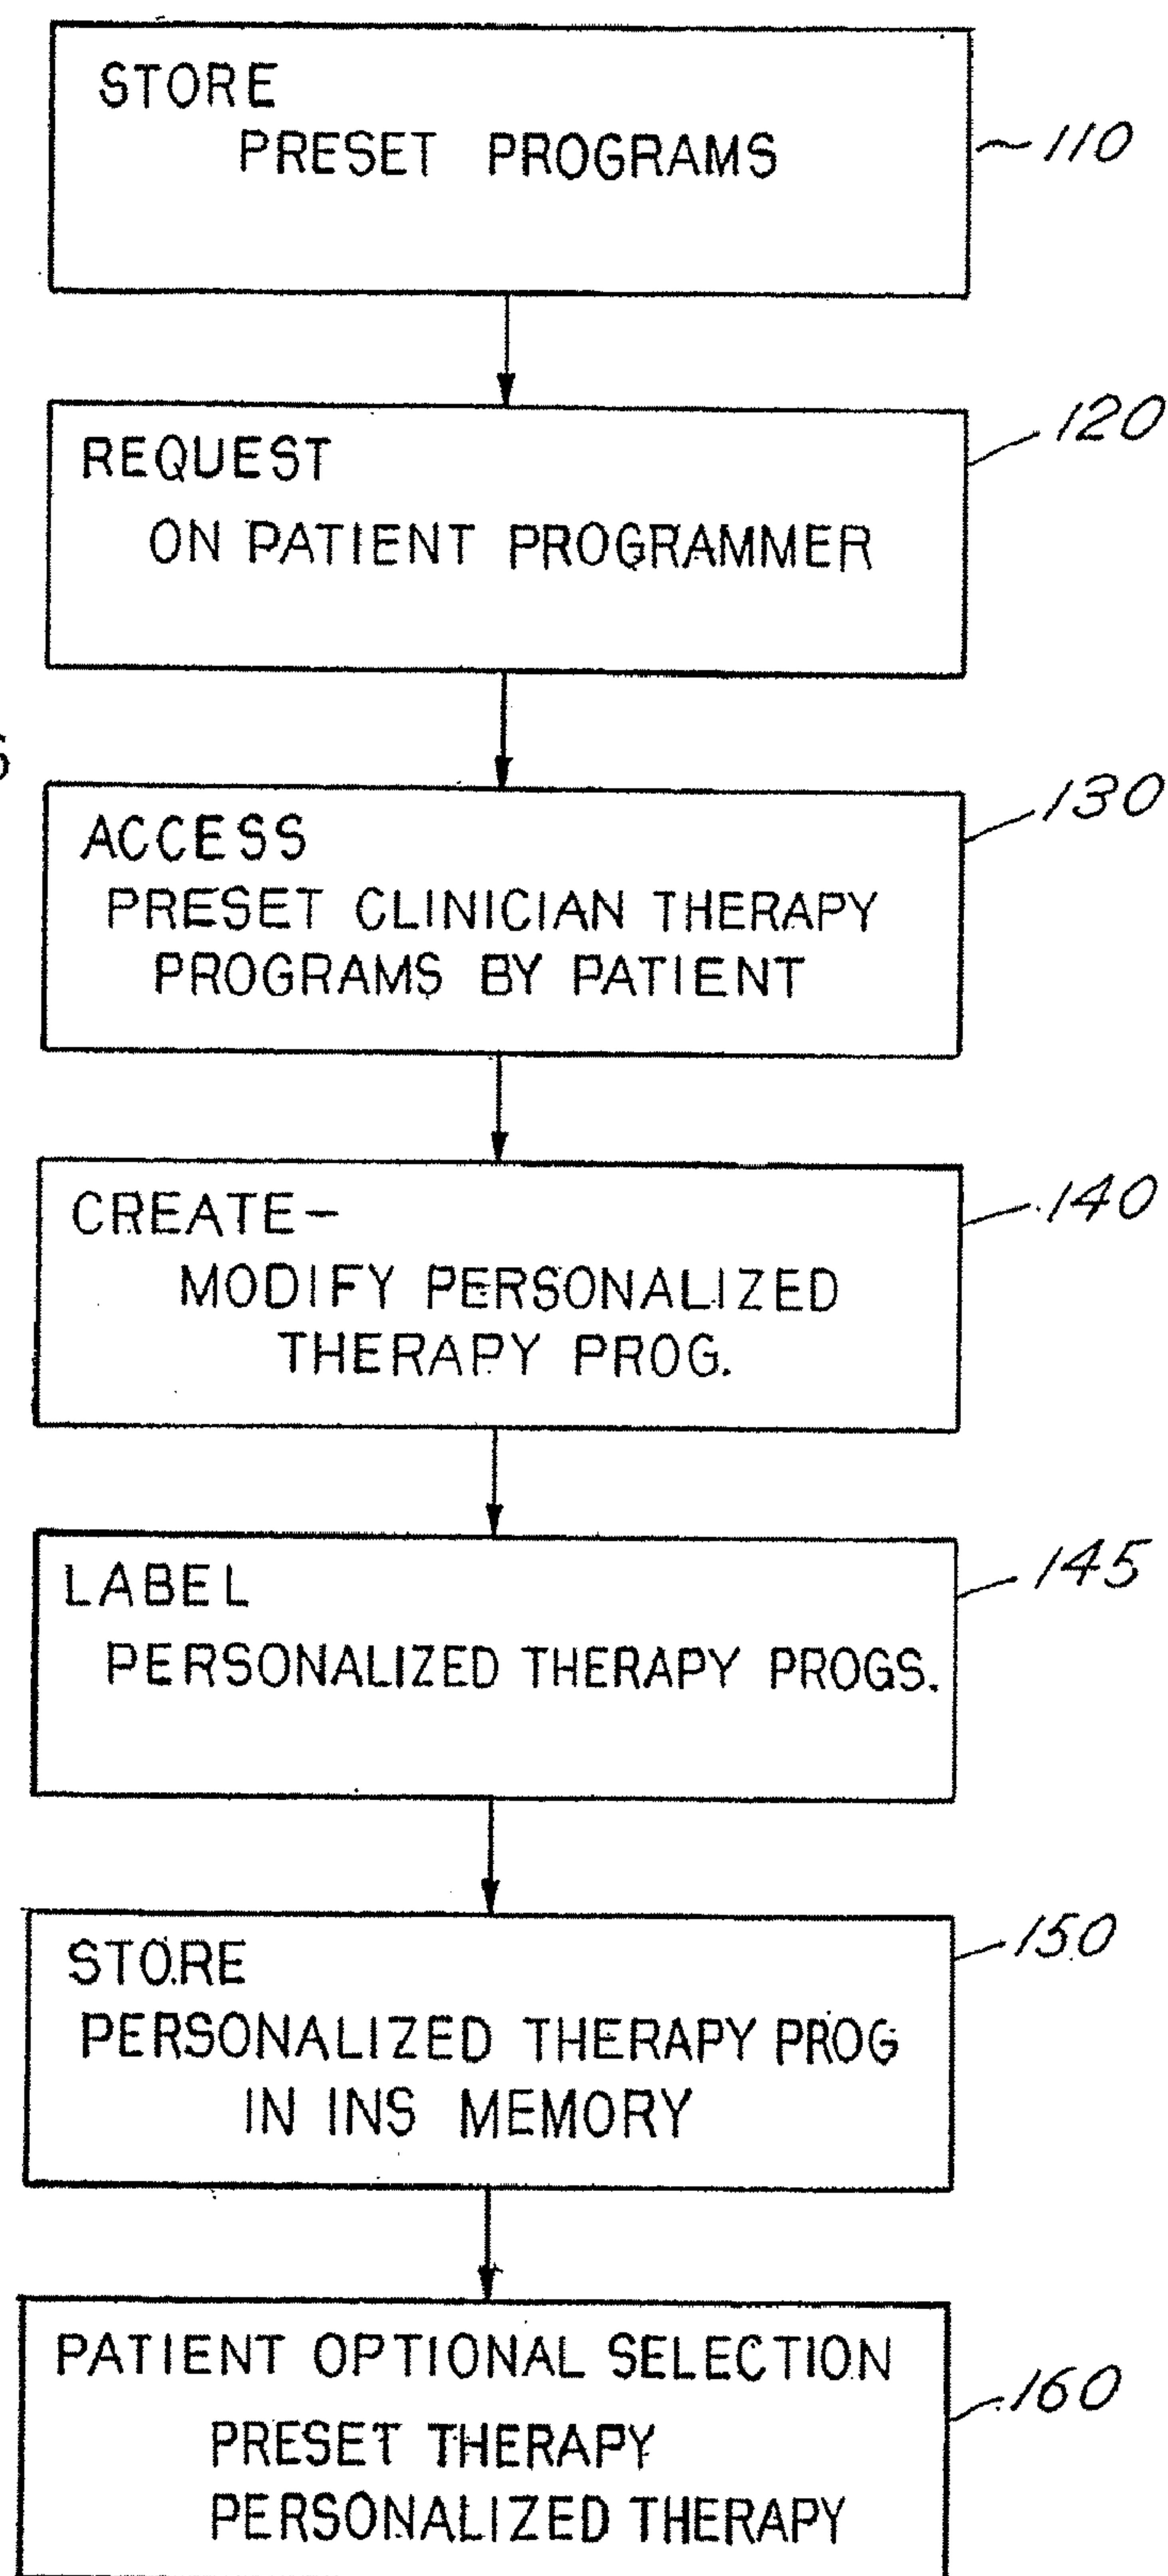 STORE
PRESET PROGRAMS
110
REQUEST
ON PATIENT PROGRAMMER
120
ACCESS
PRESET CLINICIAN THERAPY
PROGRAMS BY PATIENT
130
CREATE-
MODIFY PERSONALIZED
THERAPY PROG.
140
LABEL
PERSONALIZED THERAPY PROGS.
145
STORE
PERSONALIZED THERAPY PROG
IN INS MEMORY
150
PATIENT OPTIONAL SELECTION
PRESET THERAPY
PERSONALIZED THERAPY
160